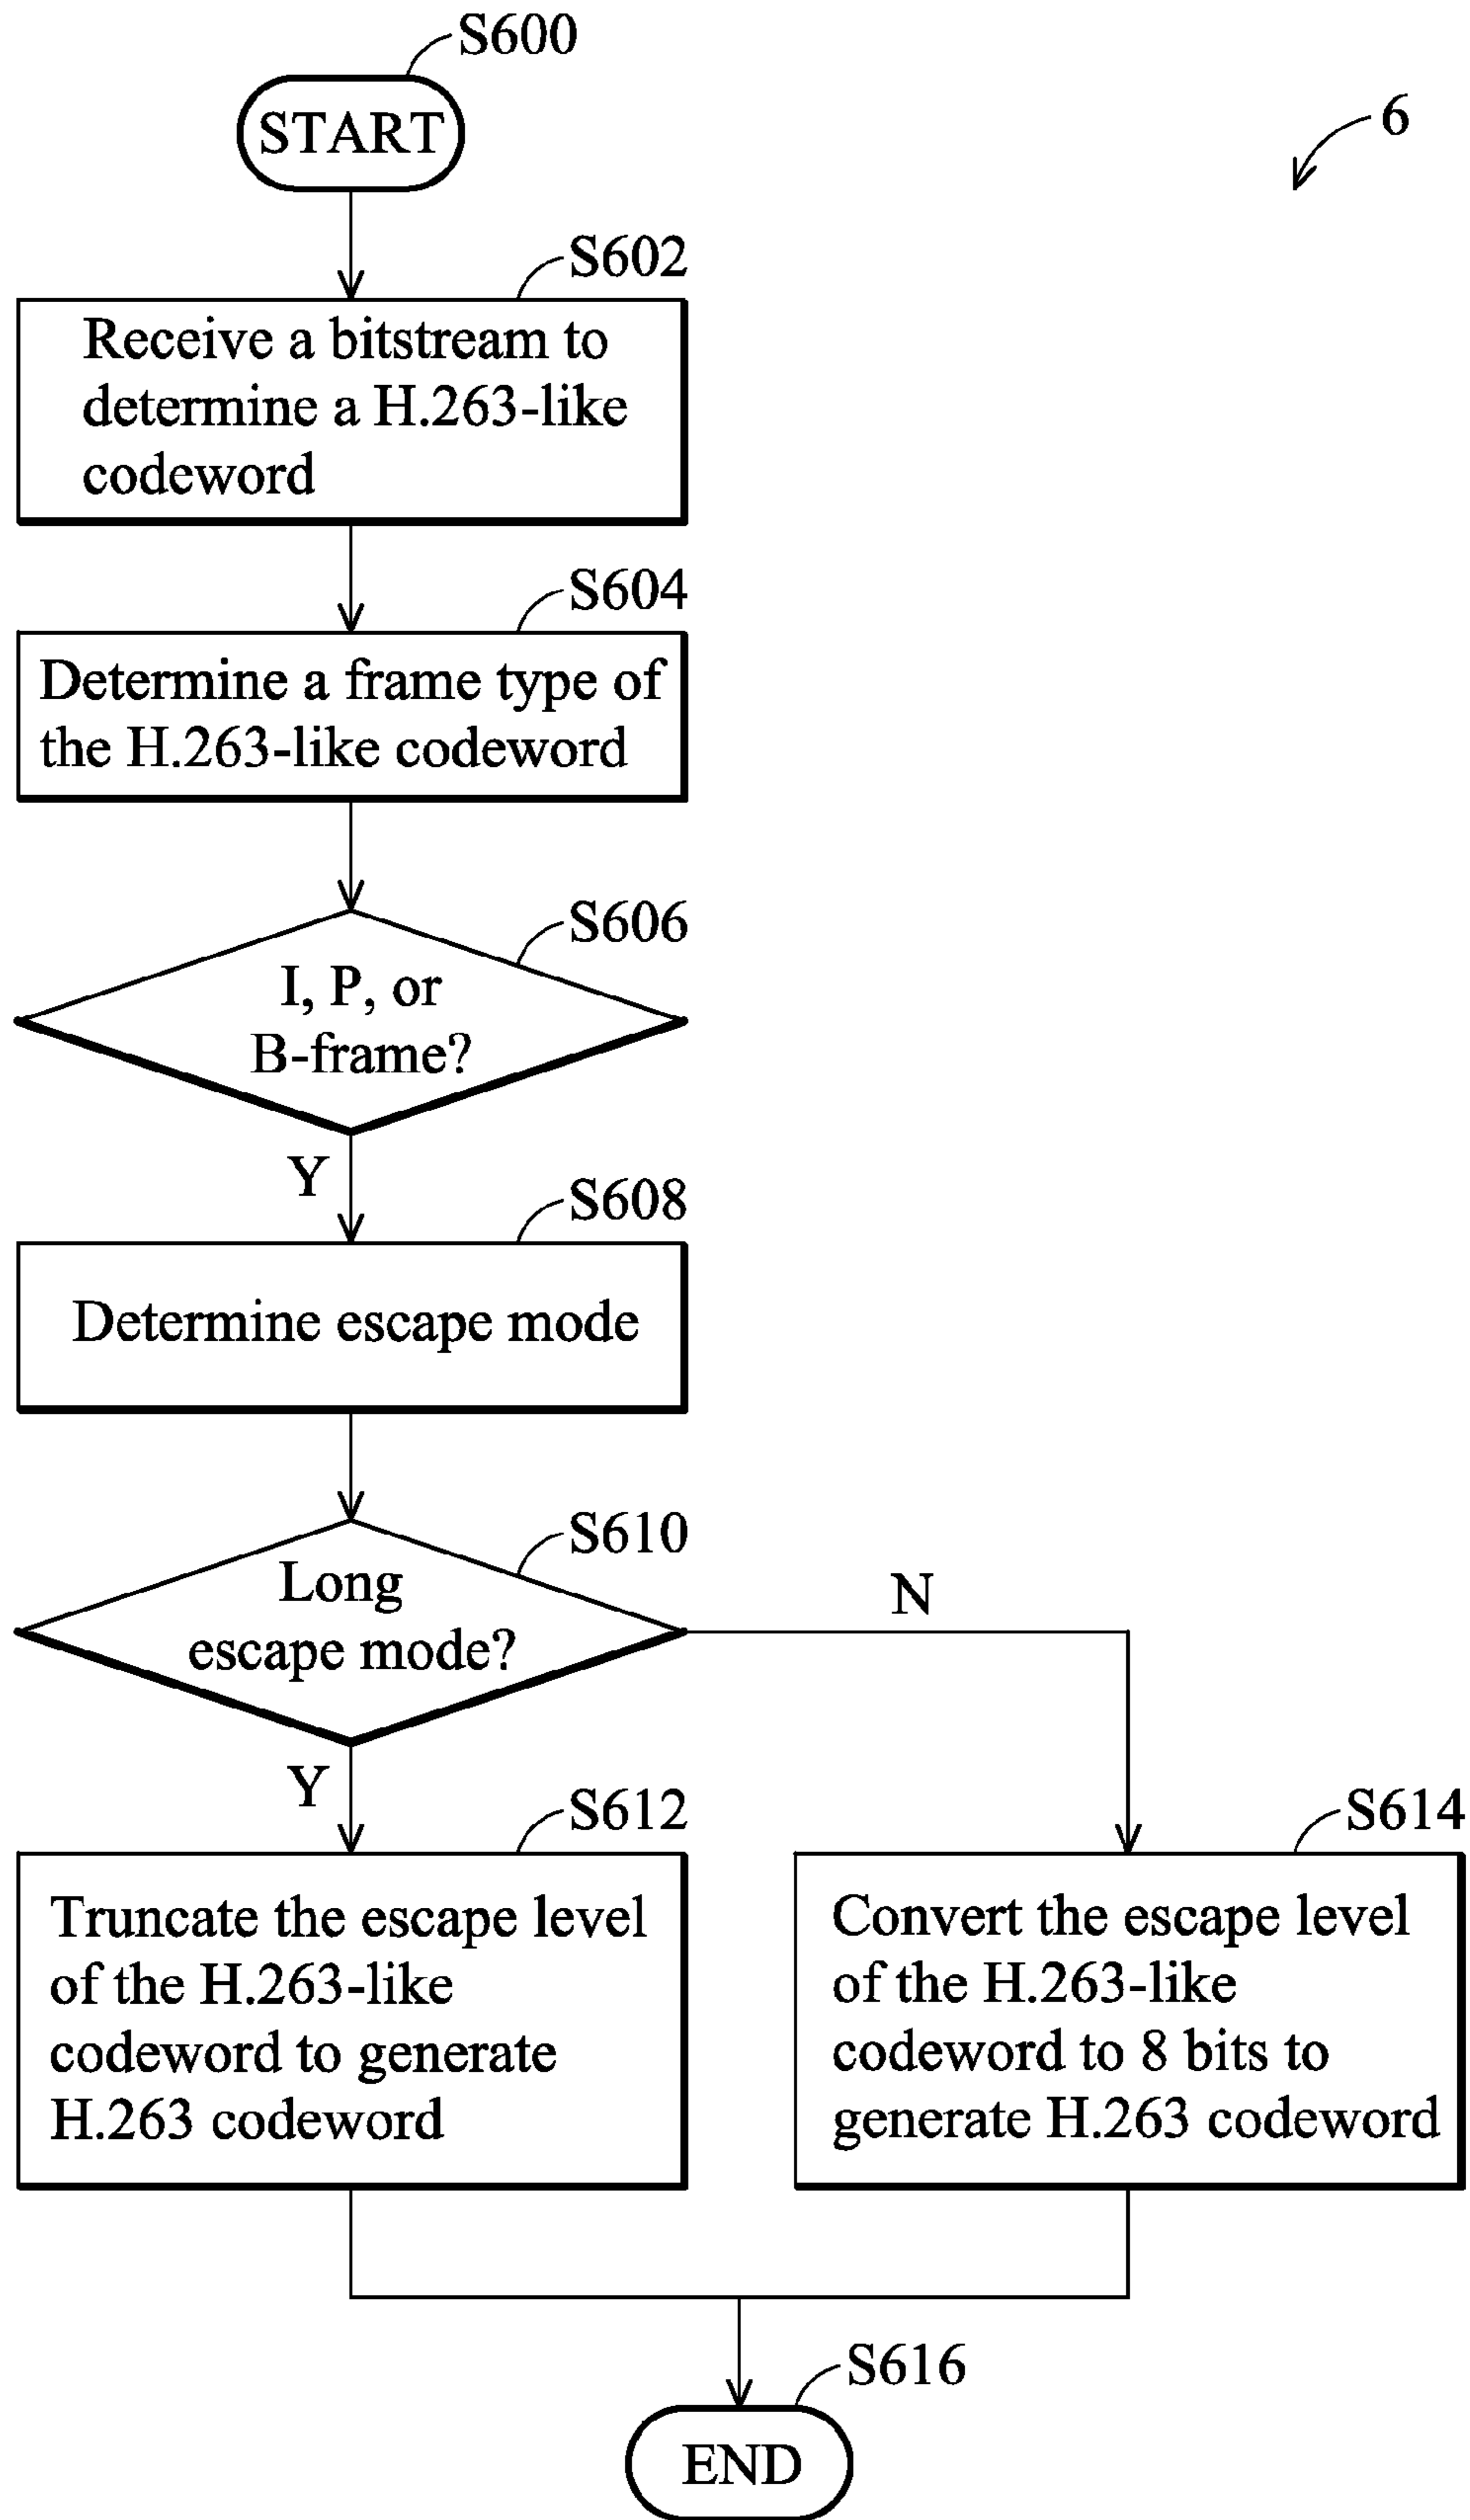 S600
START
6
S602
Receive a bitstream to
determine a H.263-like
codeword
S604
Determine a frame type of
the H.263-like codeword
S606
I, P, or
B-frame?
Y
S608
Determine escape mode
S610
Long
escape mode?
N
Y
S612
Truncate the escape level
of the H.263-like
codeword to generate
H.263 codeword
S614
Convert the escape level
of the H.263-like
codeword to 8 bits to
generate H.263 codeword
S616
END